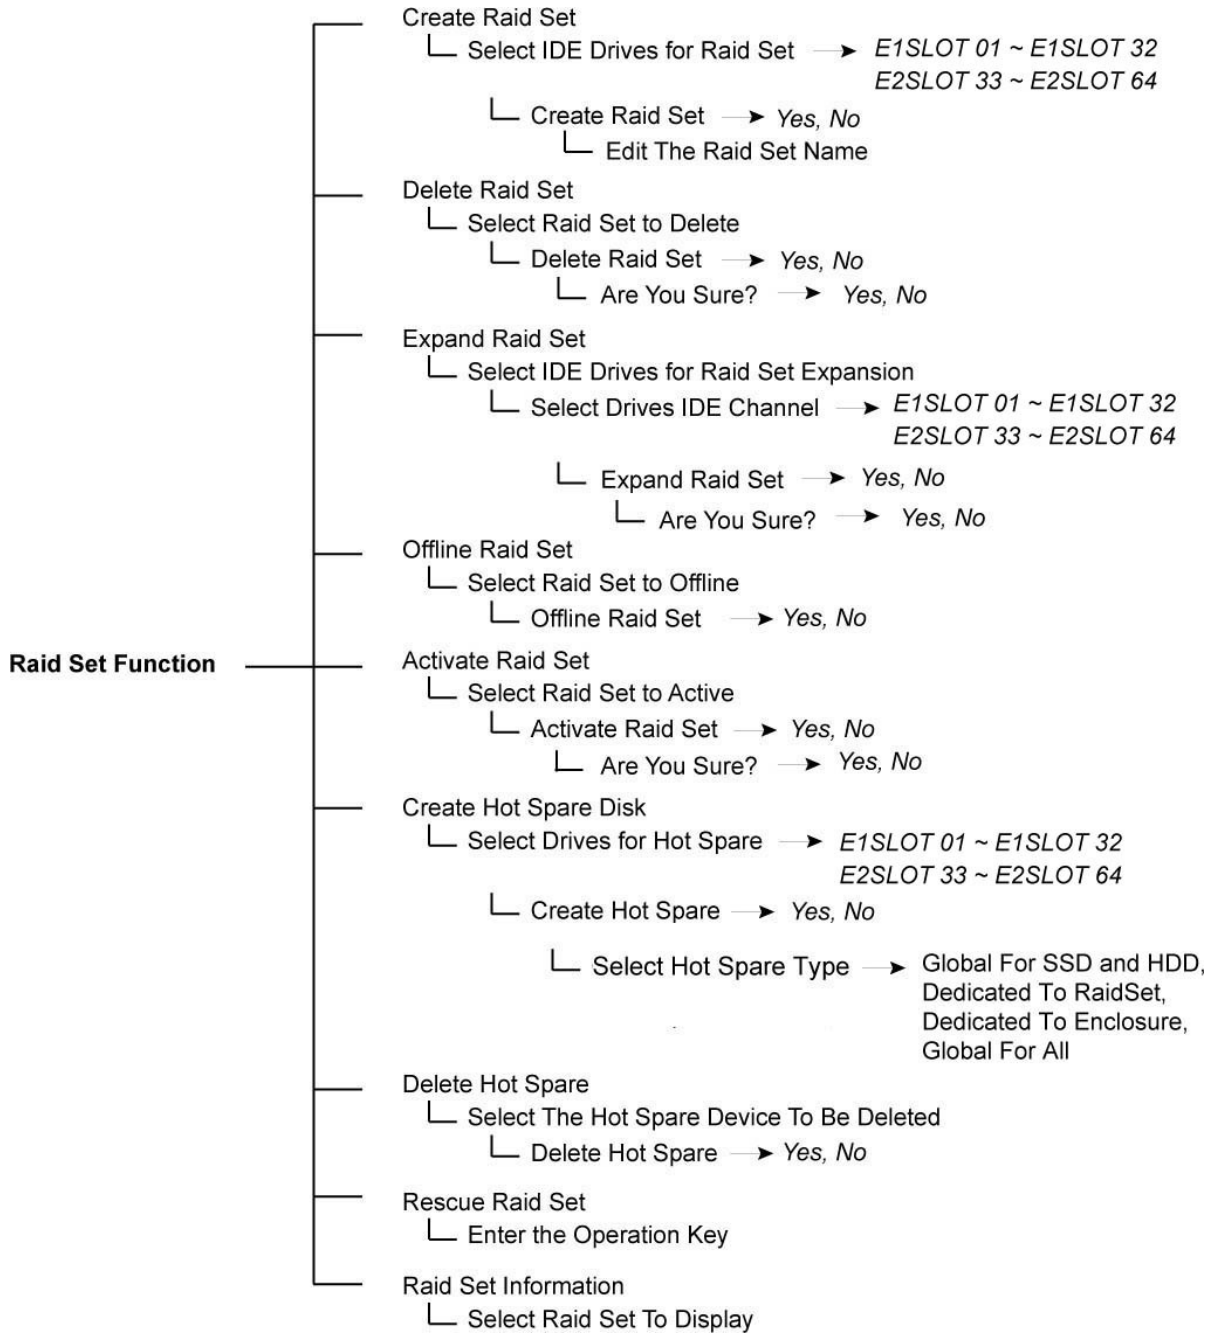 Create Raid Set
Select IDE Drives for Raid Set E1SLOT 01 ~ E1SLOT 32
E2SLOT 33 ~ E2SLOT 64
Create Raid Set Yes, No
Edit The Raid Set Name
Delete Raid Set
Select Raid Set to Delete
Delete Raid Set Yes, No
Are You Sure? Yes, No
Expand Raid Set
Select IDE Drives for Raid Set Expansion
Select Drives IDE Channel E1SLOT 01 ~ E1SLOT 32
E2SLOT 33 ~ E2SLOT 64
Expand Raid Set Yes, No
Are You Sure? Yes, No
Offline Raid Set
Select Raid Set to Offline
Offline Raid Set Yes, No
Raid Set Function
Activate Raid Set
Select Raid Set to Active
Activate Raid Set Yes, No
Are You Sure? Yes, No
Create Hot Spare Disk
Select Drives for Hot Spare E1SLOT 01 ~ E1SLOT 32
E2SLOT 33 ~ E2SLOT 64
Create Hot Spare Yes, No
Select Hot Spare Type Global For SSD and HDD,
Dedicated To RaidSet,
Dedicated To Enclosure,
Global For All
Delete Hot Spare
Select The Hot Spare Device To Be Deleted
Delete Hot Spare Yes, No
Rescue Raid Set
Enter the Operation Key
Raid Set Information
Select Raid Set To Display